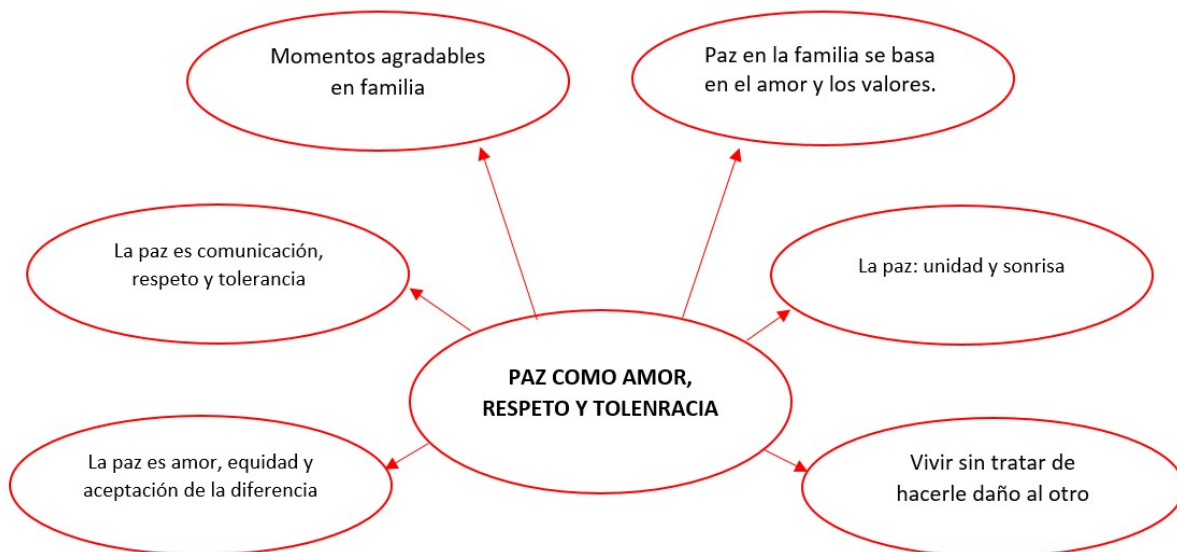 Momentos agradables
en familia
Paz en la familia se basa
en el amor y los valores.
La paz es comunicación,
respeto y tolerancia
La paz: unidad y sonrisa
PAZ COMO AMOR,
RESPETO Y TOLENRACIA
La paz es amor, equidad y
aceptación de la diferencia
Vivir sin tratar de
hacerle daño al otro